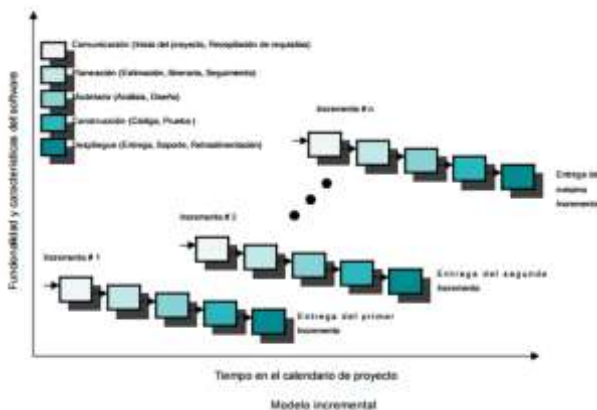 Comunicación (Inicio del proyecto, Recopilación de requisitos)
Planeación (Estimación, Itinerario, Seguimiento)
Modelado (Análisis, Diseño)
Construcción (Código, Prueba)
Despliegue (Entrega, Soporte, Retroalimentación)
Incremento # n
Entrega del
Incremento
Incremento # 2
Entrega del segundo
Incremento
Incremento # 1
Entrega del primer
Incremento
Funcionalidad y características del software
Tiempo en el calendario de proyecto
Modelo incremental